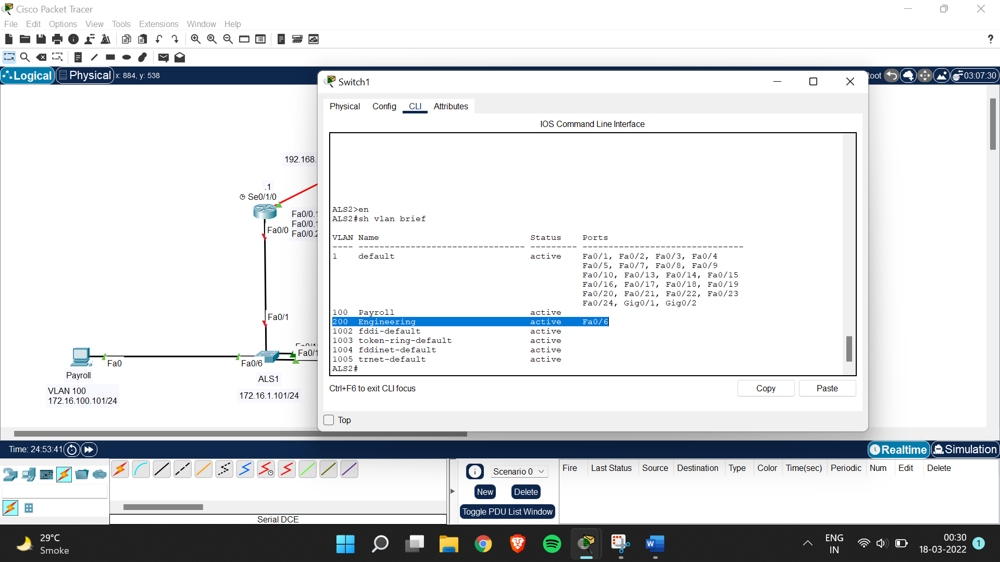 Cisco Packet Tracer
File Edit Options View Tools Extensions Window Help
?
Logical Physical x: 884, y: 538
Root 03:07:30
Switch1
Physical Config CLI Attributes
IOS Command Line Interface
192.168.
.1
Se0/1/0
Fa0/0.1
Fa0/0.1
Fa0/0.2
Fa0/0
Fa0/1
Fa0/1
Fa0/1
Fa0
Fa0/6
Payroll
ALS1
VLAN 100
172.16.100.101/24
172.16.1.101/24
ALS2>en
ALS2#sh vlan brief
VLAN Name Status Ports
---- -------------------------------- --------- -------------------------------
1 default active Fa0/1, Fa0/2, Fa0/3, Fa0/4
Fa0/5, Fa0/7, Fa0/8, Fa0/9
Fa0/10, Fa0/13, Fa0/14, Fa0/15
Fa0/16, Fa0/17, Fa0/18, Fa0/19
Fa0/20, Fa0/21, Fa0/22, Fa0/23
Fa0/24, Gig0/1, Gig0/2
100 Payroll active
200 Engineering active Fa0/6
1002 fddi-default active
1003 token-ring-default active
1004 fddinet-default active
1005 trnet-default active
ALS2#
Ctrl+F6 to exit CLI focus
Copy Paste
Top
Time: 24:53:41
Realtime Simulation
Scenario 0
New Delete
Toggle PDU List Window
Fire Last Status Source Destination Type Color Time(sec) Periodic Num Edit Delete
Serial DCE
29°C
Smoke
W
ENG
IN
00:30
18-03-2022
1